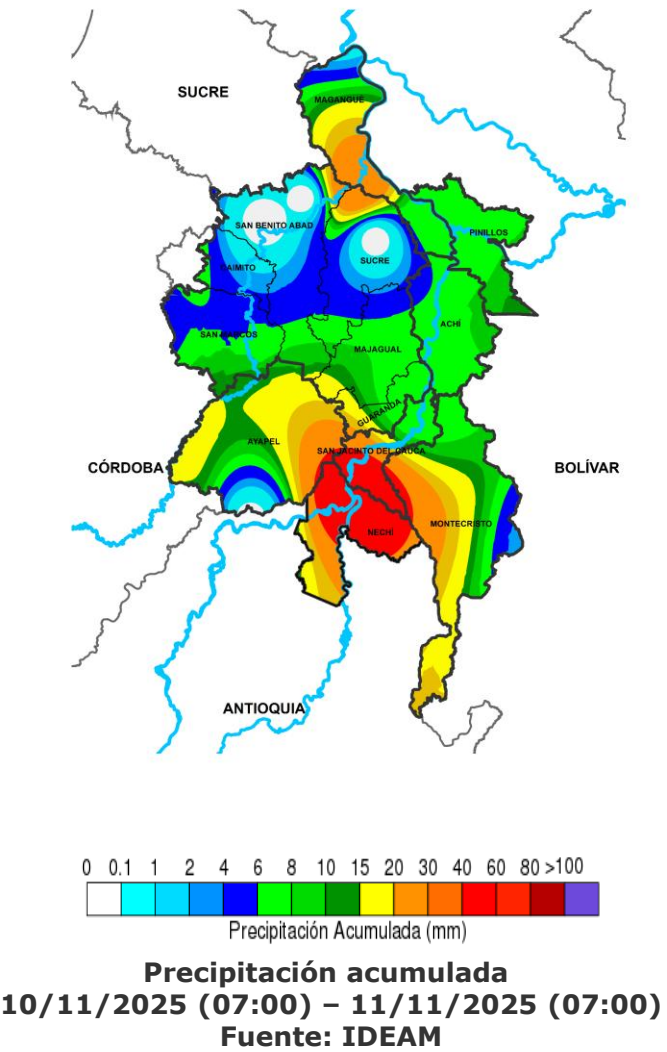 SUCRE
MAGANGUÉ
SAN BENITO ABAD
PINILLOS
SUCRE
CAIMITO
ACHÍ
SAN MARCOS
MAJAGUAL
GUARANDA
AYAPEL
SAN JACINTO DEL CAUCA
CÓRDOBA
BOLÍVAR
MONTECRISTO
NECHÍ
ANTIOQUIA
0 0.1 1 2 4 6 8 10 15 20 30 40 60 80 >100
Precipitación Acumulada (mm)
Precipitación acumulada
10/11/2025 (07:00) – 11/11/2025 (07:00)
Fuente: IDEAM